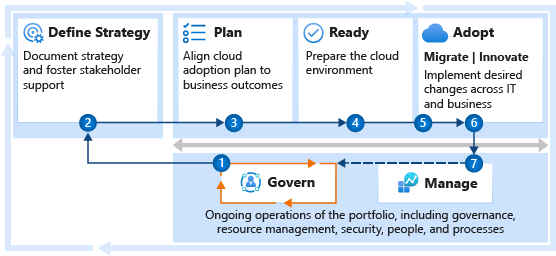 Define Strategy
Document strategy
and foster stakeholder
support
Plan
Align cloud
adoption plan to
business outcomes
Ready
Prepare the cloud
environment
Adopt
Migrate | Innovate
Implement desired
changes across IT
and business
2
3
4
5
6
1
7
Govern
Manage
Ongoing operations of the portfolio, including governance,
resource management, security, people, and processes